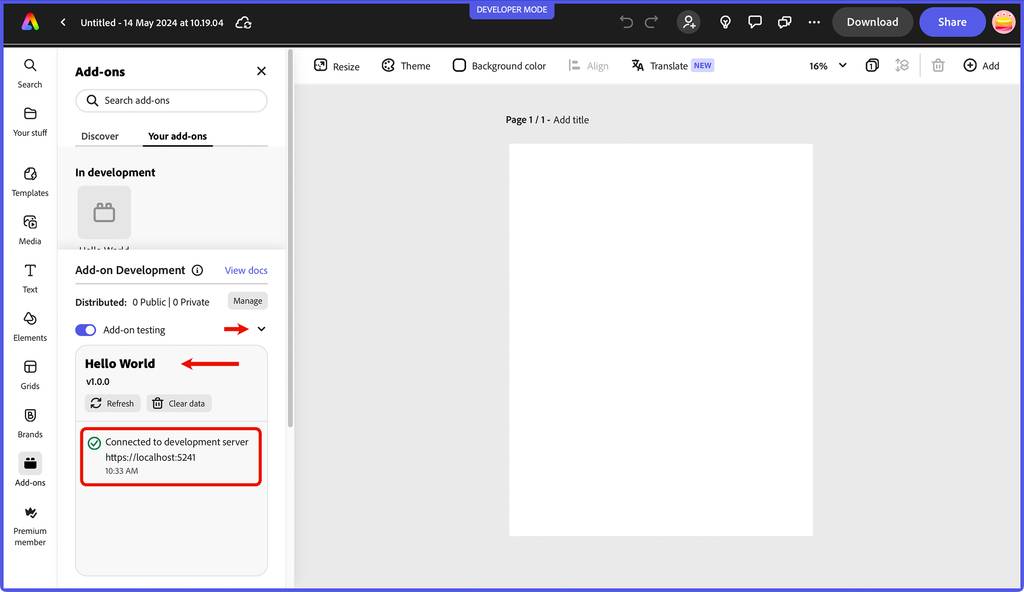 DEVELOPER MODE
Untitled - 14 May 2024 at 10.19.04
Download
Share
Search
Your stuff
Templates
Media
Text
Elements
Grids
Brands
Add-ons
Premium
member
Add-ons
Search add-ons
Discover
Your add-ons
In development
Hello World
Add-on Development
View docs
Distributed: 0 Public | 0 Private
Manage
Add-on testing
Hello World
v1.0.0
Refresh
Clear data
Connected to development server
https://localhost:5241
10:33 AM
Resize
Theme
Background color
Align
Translate NEW
16%
1
Add
Page 1 / 1 - Add title